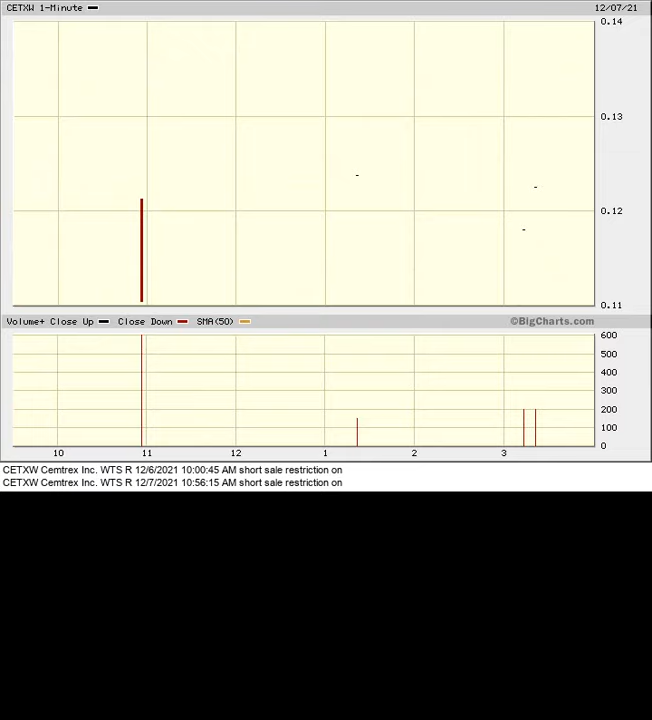 CETXW 1-Minute 12/07/21
0.14
0.13
0.12
0.11
Volume+ Close Up Close Down SMA(50) ©BigCharts.com
600
500
400
300
200
100
0
10 11 12 1 2 3
CETXW Cemtrex Inc. WTS R 12/6/2021 10:00:45 AM short sale restriction on
CETXW Cemtrex Inc. WTS R 12/7/2021 10:56:15 AM short sale restriction on